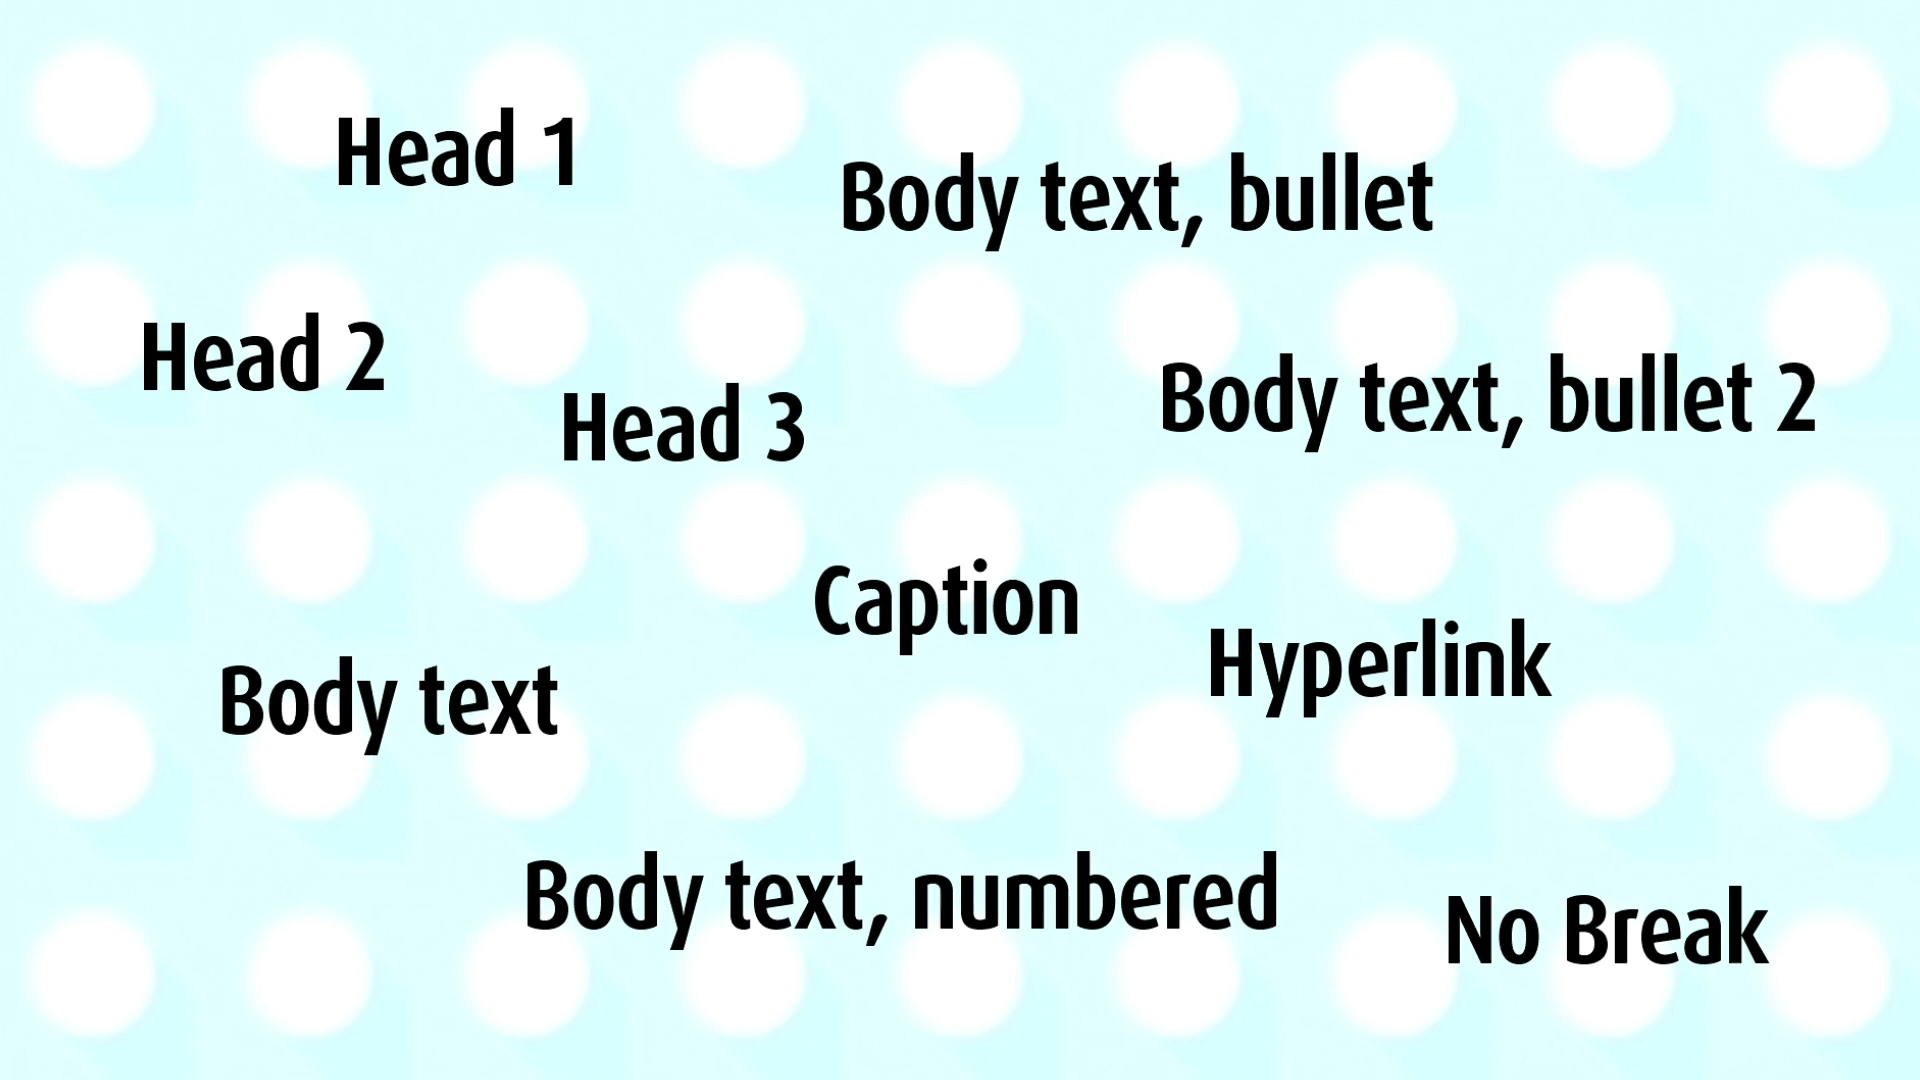 Head 1
Body text, bullet
Head 2
Head 3
Body text, bullet 2
Caption
Hyperlink
Body text
Body text, numbered
No Break